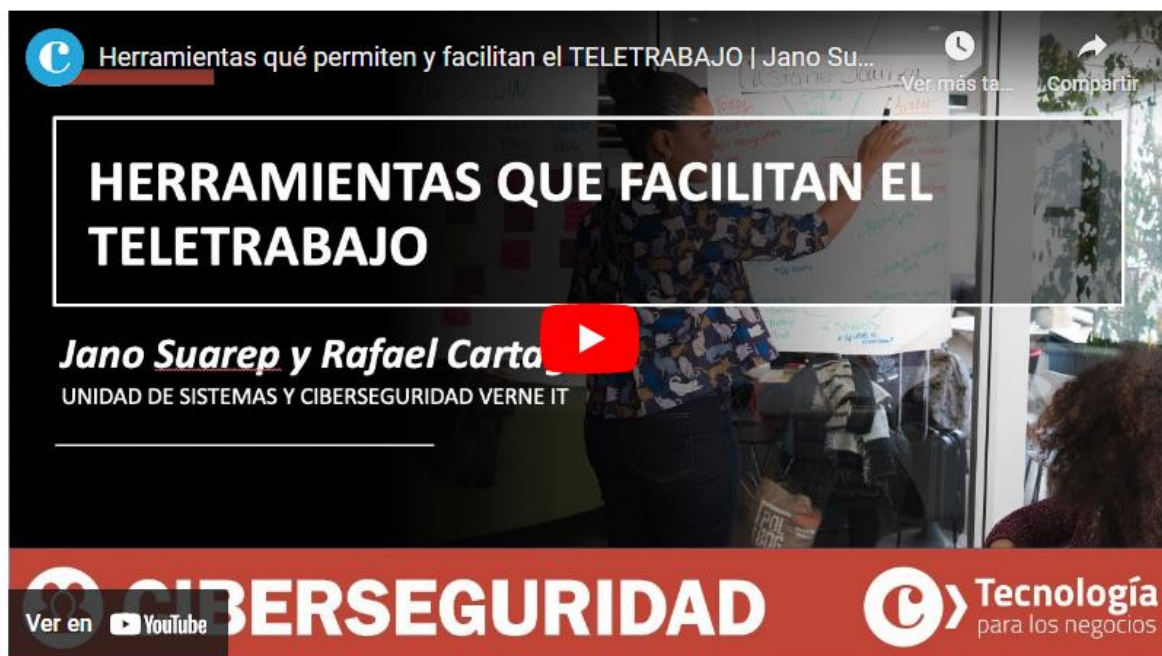 Herramientas qué permiten y facilitan el TELETRABAJO | Jano Su...
Ver más ta...
Compartir
HERRAMIENTAS QUE FACILITAN EL
TELETRABAJO
Jano Suarep y Rafael Carta
UNIDAD DE SISTEMAS Y CIBERSEGURIDAD VERNE IT
Ver en YouTube
CIBERSEGURIDAD
Tecnología
para los negocios